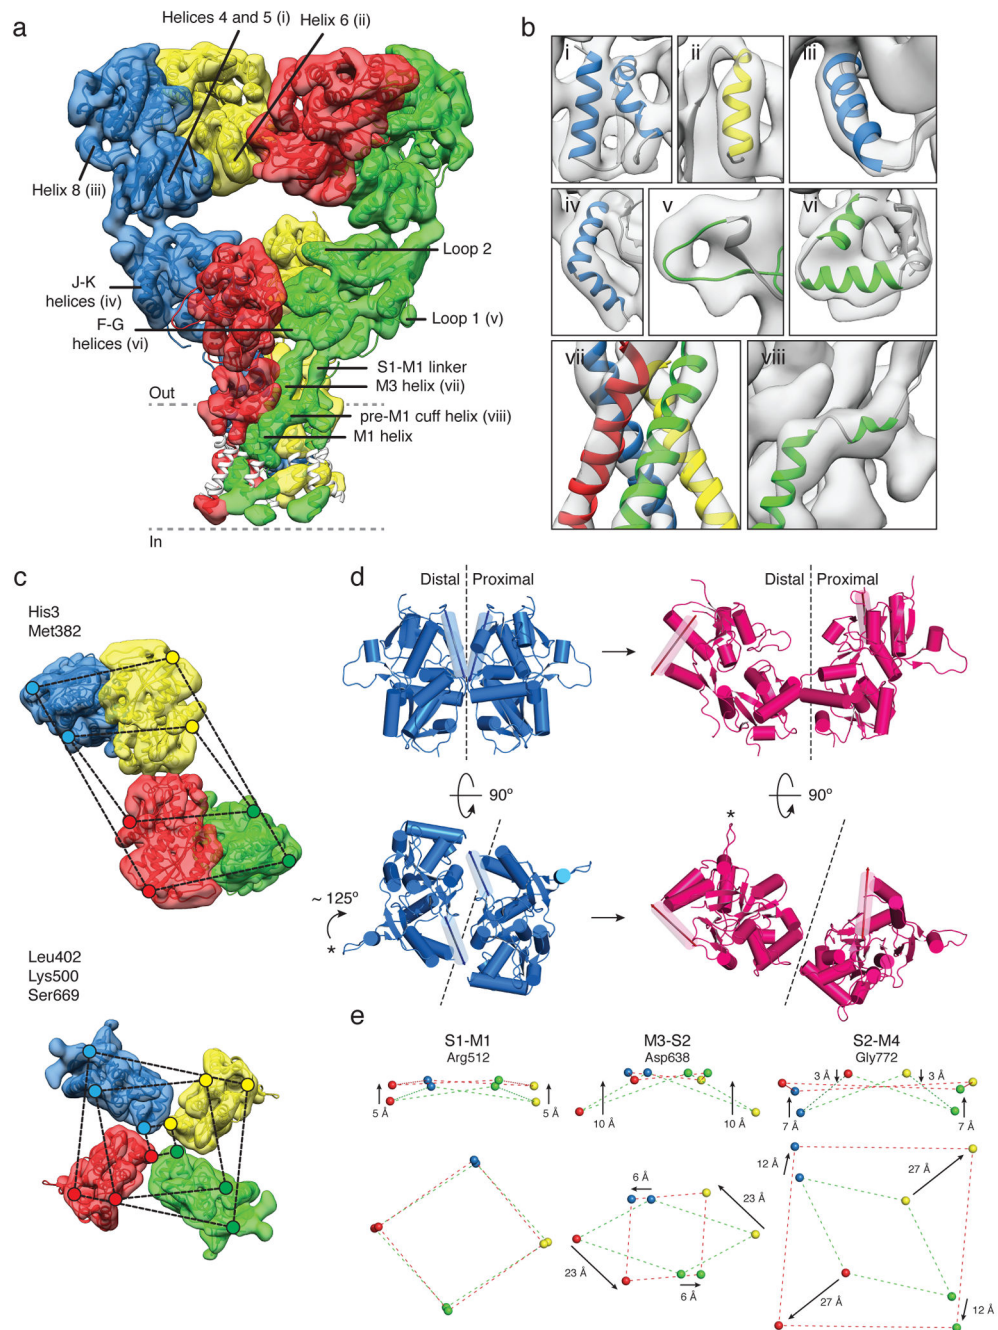 a
Helices 4 and 5 (i)
Helix 6 (ii)
Helix 8 (iii)
Loop 2
J-K
helices (iv)
F-G
helices (vi)
Loop 1 (v)
S1-M1 linker
M3 helix (vii)
Out
pre-M1 cuff helix (viii)
M1 helix
In
b
i
ii
iii
iv
v
vi
vii
viii
c
His3
Met382
Leu402
Lys500
Ser669
d
Distal Proximal
Distal Proximal
90º
90º
~ 125º
*
*
e
S1-M1
Arg512
M3-S2
Asp638
S2-M4
Gly772
5 Å
5 Å
10 Å
10 Å
3 Å
3 Å
7 Å
7 Å
6 Å
23 Å
23 Å
6 Å
12 Å
27 Å
27 Å
12 Å